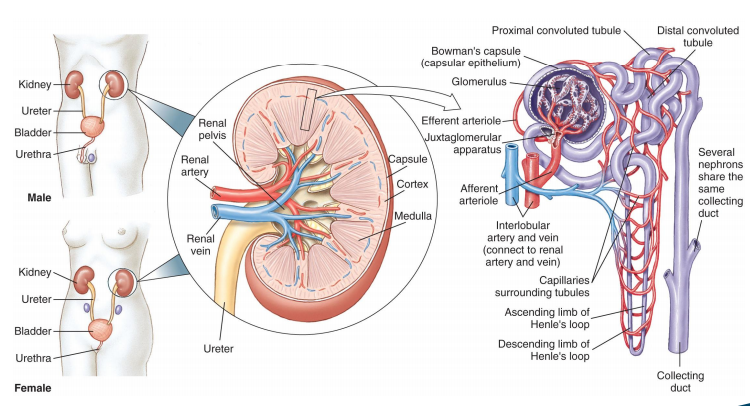 Kidney
Ureter
Bladder
Urethra
Male
Kidney
Ureter
Bladder
Urethra
Female
Renal
pelvis
Renal
artery
Renal
vein
Ureter
Capsule
Cortex
Medulla
Proximal convoluted tubule
Distal convoluted
tubule
Bowman's capsule
(capsular epithelium)
Glomerulus
Efferent arteriole
Juxtaglomerular
apparatus
Afferent
arteriole
Interlobular
artery and vein
(connect to renal
artery and vein)
Capillaries
surrounding tubules
Ascending limb of
Henle's loop
Descending limb of
Henle's loop
Several
nephrons
share the
same
collecting
duct
Collecting
duct